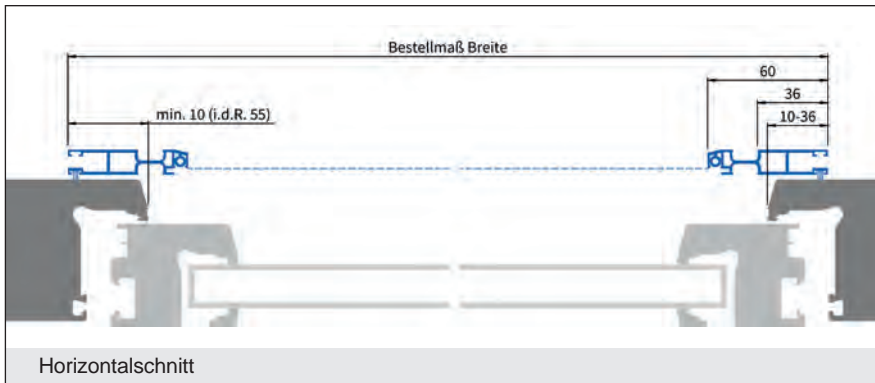 Bestellmaß Breite
60
36
min. 10 (i.d.R. 55)
10-36
Horizontalschnitt